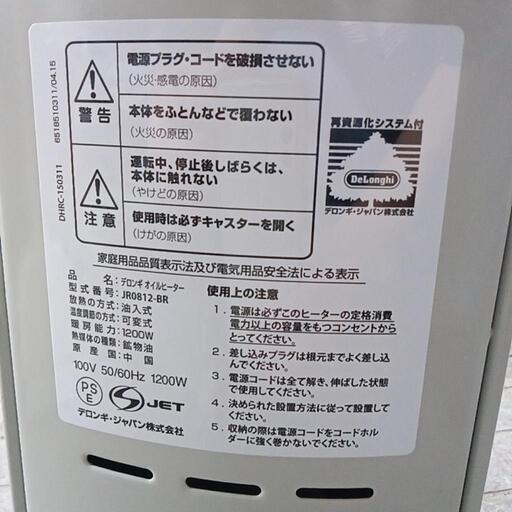 電源プラグ・コードを破損させない
(火災・感電の原因)
本体をふとんなどで覆わない
(火災の原因)
警告
運転中、停止後しばらくは、
本体に触れない
(やけどの原因)
使用時は必ずキャスターを開く
(けがの原因)
注意
6518510311/04.15
DHRC-150311
再資源化システム付
DeLonghi
デロンギ・ジャパン株式会社
家庭用品品質表示法及び電気用品安全法による表示
品名:デロンギ オイルヒーター
型式番号:JR0812-BR
放熱の方式:油入式
温度調節の方式:可変式
暖房能力:1200W
熱媒体の種類:鉱物油
原産国:中国
100V 50/60Hz 1200W
PS
E
JET
デロンギ・ジャパン株式会社
使用上の注意
1. 電源は必ずこのヒーターの定格消費
電力以上の容量をもつコンセントから
とってください。
2. 差し込みプラグは根元までよく差し込
んでください。
3. 電源コードは全て解き、伸ばした状態
で使用してください。
4. 決められた設置方法に従って設置して
ください。
5. 収納の際は電源コードをコードホル
ダーに強く巻かないでください。